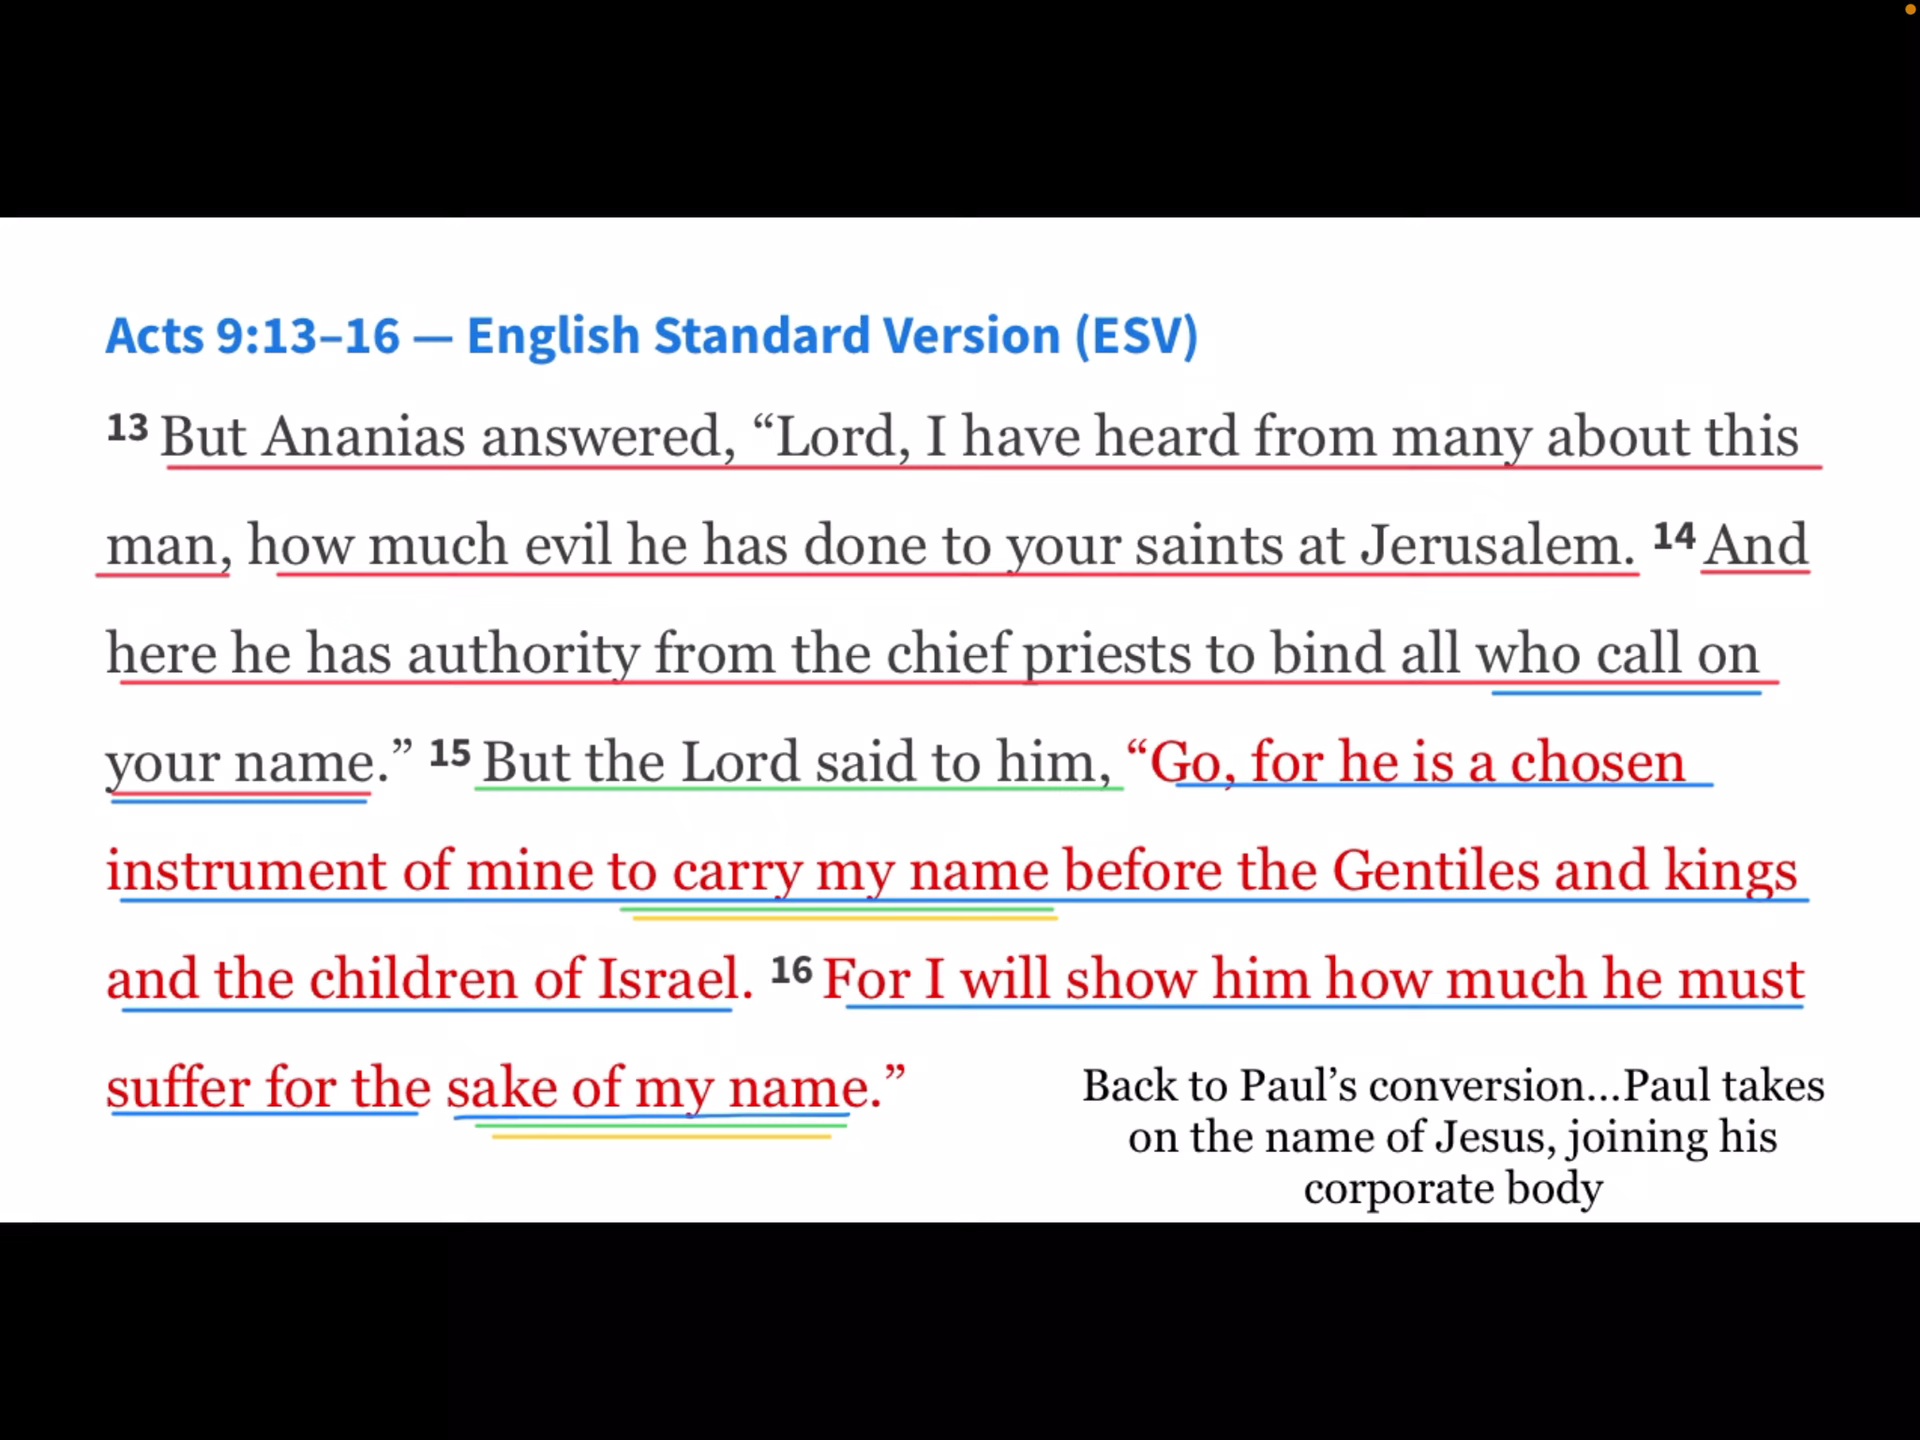 Acts 9:13–16 — English Standard Version (ESV)
13 But Ananias answered, “Lord, I have heard from many about this
man, how much evil he has done to your saints at Jerusalem. 14 And
here he has authority from the chief priests to bind all who call on
your name.” 15 But the Lord said to him, “Go, for he is a chosen
instrument of mine to carry my name before the Gentiles and kings
and the children of Israel. 16 For I will show him how much he must
suffer for the sake of my name.”
Back to Paul’s conversion...Paul takes
on the name of Jesus, joining his
corporate body